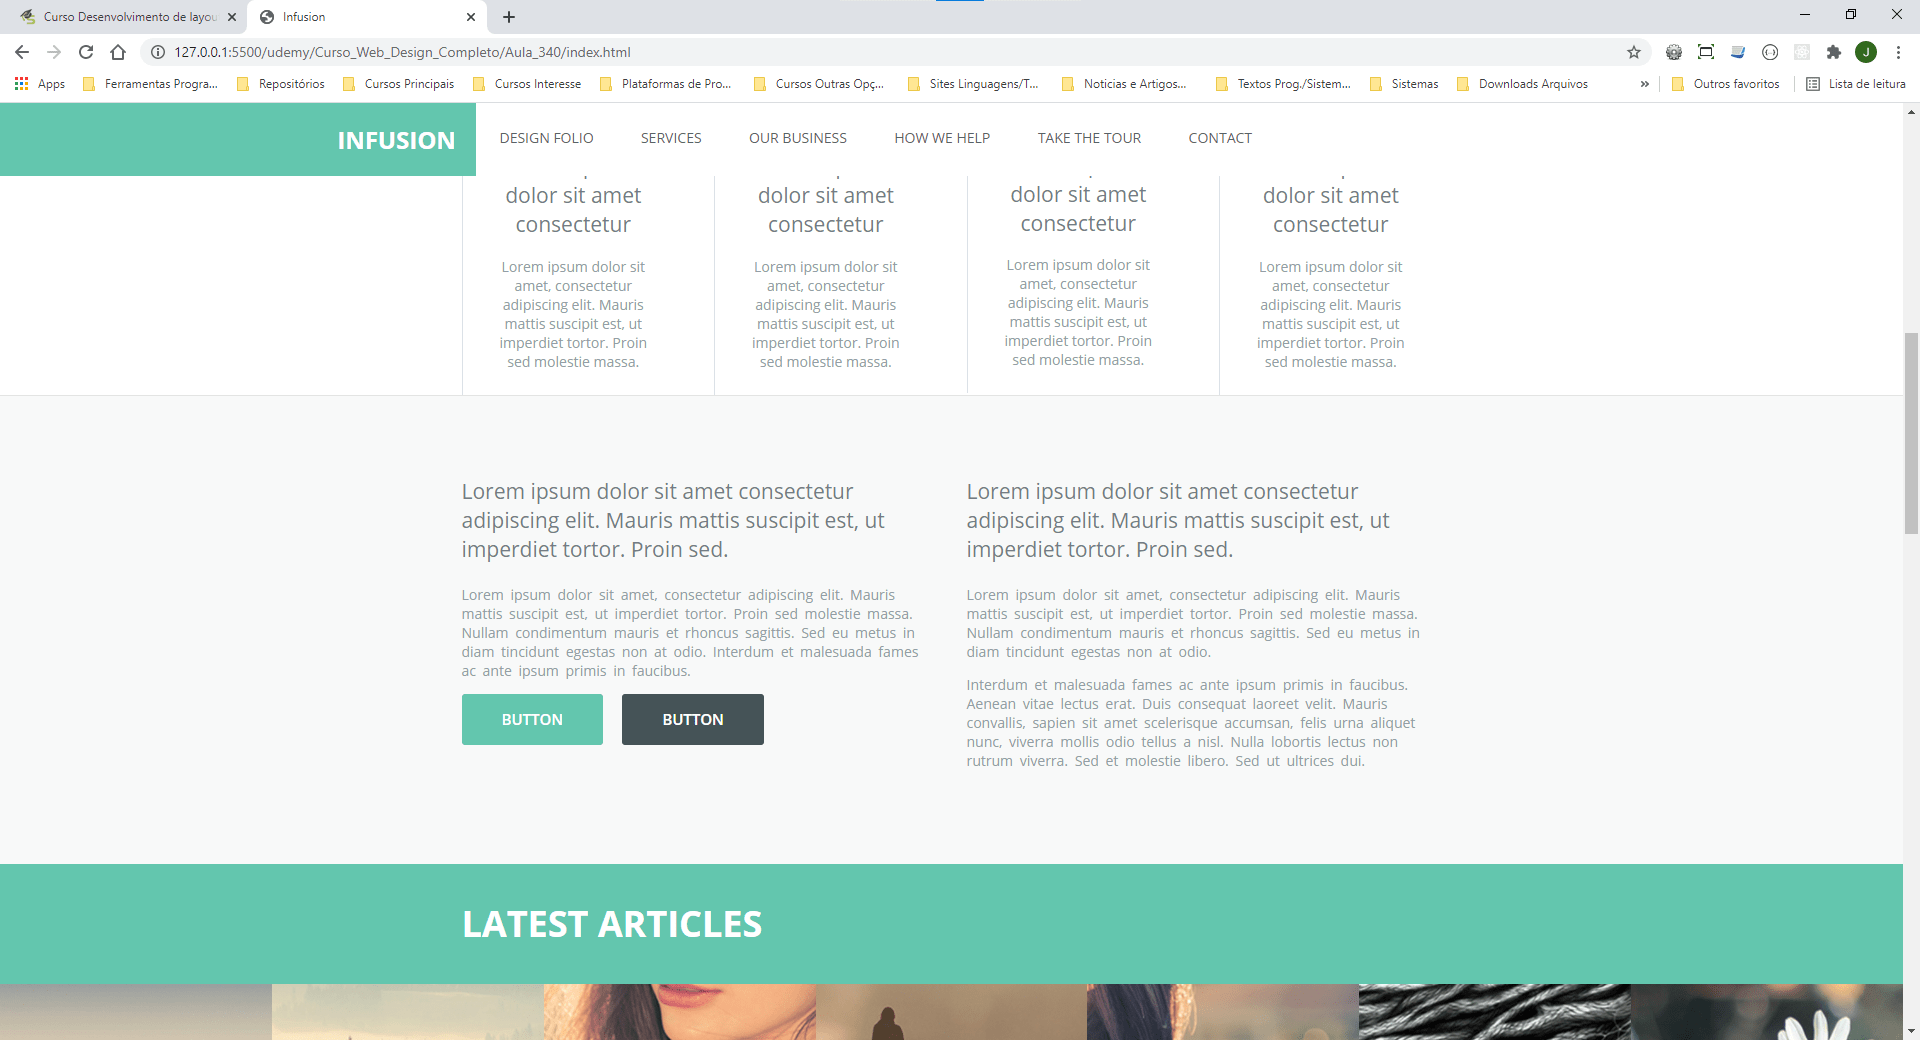 Curso Desenvolvimento de layou
Infusion
127.0.0.1:5500/udemy/Curso_Web_Design_Completo/Aula_340/index.html
J
Apps Ferramentas Progra... Repositórios Cursos Principais Cursos Interesse Plataformas de Pro... Cursos Outras Opç... Sites Linguagens/T... Noticias e Artigos... Textos Prog./Sistem... Sistemas Downloads Arquivos » Outros favoritos Lista de leitura
INFUSION DESIGN FOLIO SERVICES OUR BUSINESS HOW WE HELP TAKE THE TOUR CONTACT
dolor sit amet
consectetur
Lorem ipsum dolor sit
amet, consectetur
adipiscing elit. Mauris
mattis suscipit est, ut
imperdiet tortor. Proin
sed molestie massa.
dolor sit amet
consectetur
Lorem ipsum dolor sit
amet, consectetur
adipiscing elit. Mauris
mattis suscipit est, ut
imperdiet tortor. Proin
sed molestie massa.
dolor sit amet
consectetur
Lorem ipsum dolor sit
amet, consectetur
adipiscing elit. Mauris
mattis suscipit est, ut
imperdiet tortor. Proin
sed molestie massa.
dolor sit amet
consectetur
Lorem ipsum dolor sit
amet, consectetur
adipiscing elit. Mauris
mattis suscipit est, ut
imperdiet tortor. Proin
sed molestie massa.
Lorem ipsum dolor sit amet consectetur
adipiscing elit. Mauris mattis suscipit est, ut
imperdiet tortor. Proin sed.
Lorem ipsum dolor sit amet, consectetur adipiscing elit. Mauris
mattis suscipit est, ut imperdiet tortor. Proin sed molestie massa.
Nullam condimentum mauris et rhoncus sagittis. Sed eu metus in
diam tincidunt egestas non at odio. Interdum et malesuada fames
ac ante ipsum primis in faucibus.
BUTTON BUTTON
Lorem ipsum dolor sit amet consectetur
adipiscing elit. Mauris mattis suscipit est, ut
imperdiet tortor. Proin sed.
Lorem ipsum dolor sit amet, consectetur adipiscing elit. Mauris
mattis suscipit est, ut imperdiet tortor. Proin sed molestie massa.
Nullam condimentum mauris et rhoncus sagittis. Sed eu metus in
diam tincidunt egestas non at odio.
Interdum et malesuada fames ac ante ipsum primis in faucibus.
Aenean vitae lectus erat. Duis consequat laoreet velit. Mauris
convallis, sapien sit amet scelerisque accumsan, felis urna aliquet
nunc, viverra mollis odio tellus a nisl. Nulla lobortis lectus non
rutrum viverra. Sed et molestie libero. Sed ut ultrices dui.
LATEST ARTICLES